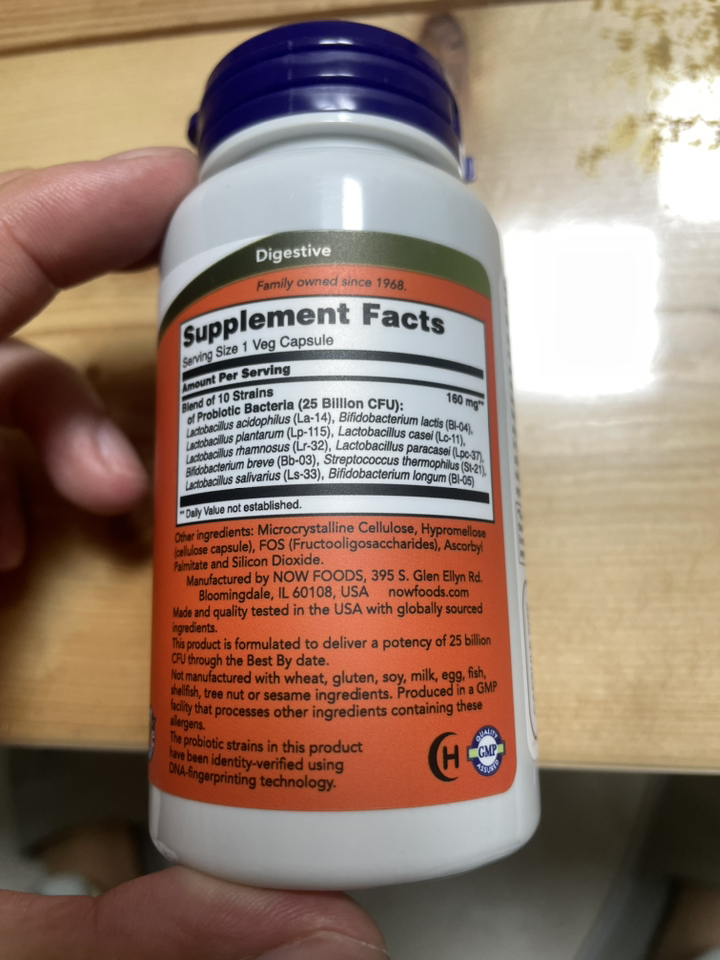 Digestive
Family owned since 1968.
Supplement Facts
Serving Size 1 Veg Capsule
Amount Per Serving
Blend of 10 Strains 160 mg**
of Probiotic Bacteria (25 Billion CFU):
Lactobacillus acidophilus (La-14), Bifidobacterium lactis (Bl-04),
Lactobacillus plantarum (Lp-115), Lactobacillus casei (Lc-11),
Lactobacillus rhamnosus (Lr-32), Lactobacillus paracasei (Lpc-37),
Bifidobacterium breve (Bb-03), Streptococcus thermophilus (St-21),
Lactobacillus salivarius (Ls-33), Bifidobacterium longum (Bl-05)
** Daily Value not established.
Other ingredients: Microcrystalline Cellulose, Hypromellose
(cellulose capsule), FOS (Fructooligosaccharides), Ascorbyl
Palmitate and Silicon Dioxide.
Manufactured by NOW FOODS, 395 S. Glen Ellyn Rd.
Bloomingdale, IL 60108, USA nowfoods.com
Made and quality tested in the USA with globally sourced
ingredients.
This product is formulated to deliver a potency of 25 billion
CFU through the Best By date.
Not manufactured with wheat, gluten, soy, milk, egg, fish,
shellfish, tree nut or sesame ingredients. Produced in a GMP
facility that processes other ingredients containing these
allergens.
The probiotic strains in this product
have been identity-verified using
DNA-fingerprinting technology.
H
QUALITY
GMP
ASSURED